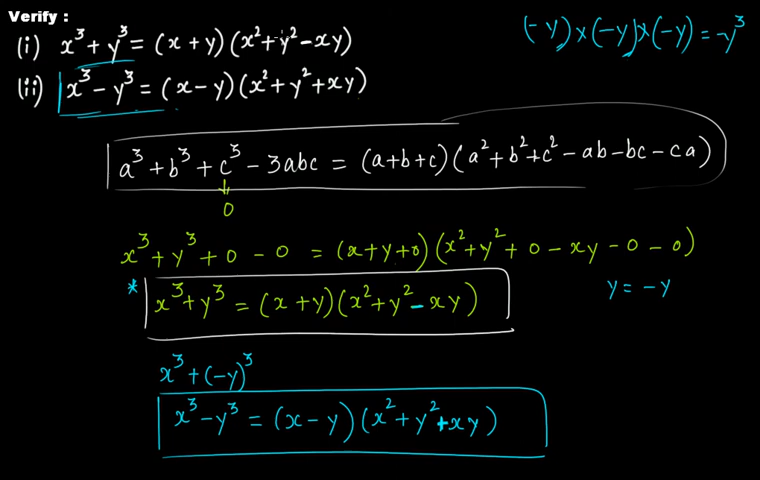 Verify :
(i) x³ + y³ = (x + y) (x² + y² - xy)
(-y) × (-y) × (-y) = -y³
(ii) x³ - y³ = (x - y) (x² + y² + xy)
a³ + b³ + c³ - 3abc = (a+b+c) (a² + b² + c² - ab - bc - ca)
0
x³ + y³ + 0 - 0 = (x + y + 0) (x² + y² + 0 - xy - 0 - 0)
* x³ + y³ = (x + y) (x² + y² - xy)
y = -y
x³ + (-y)³
x³ - y³ = (x - y) (x² + y² + xy)